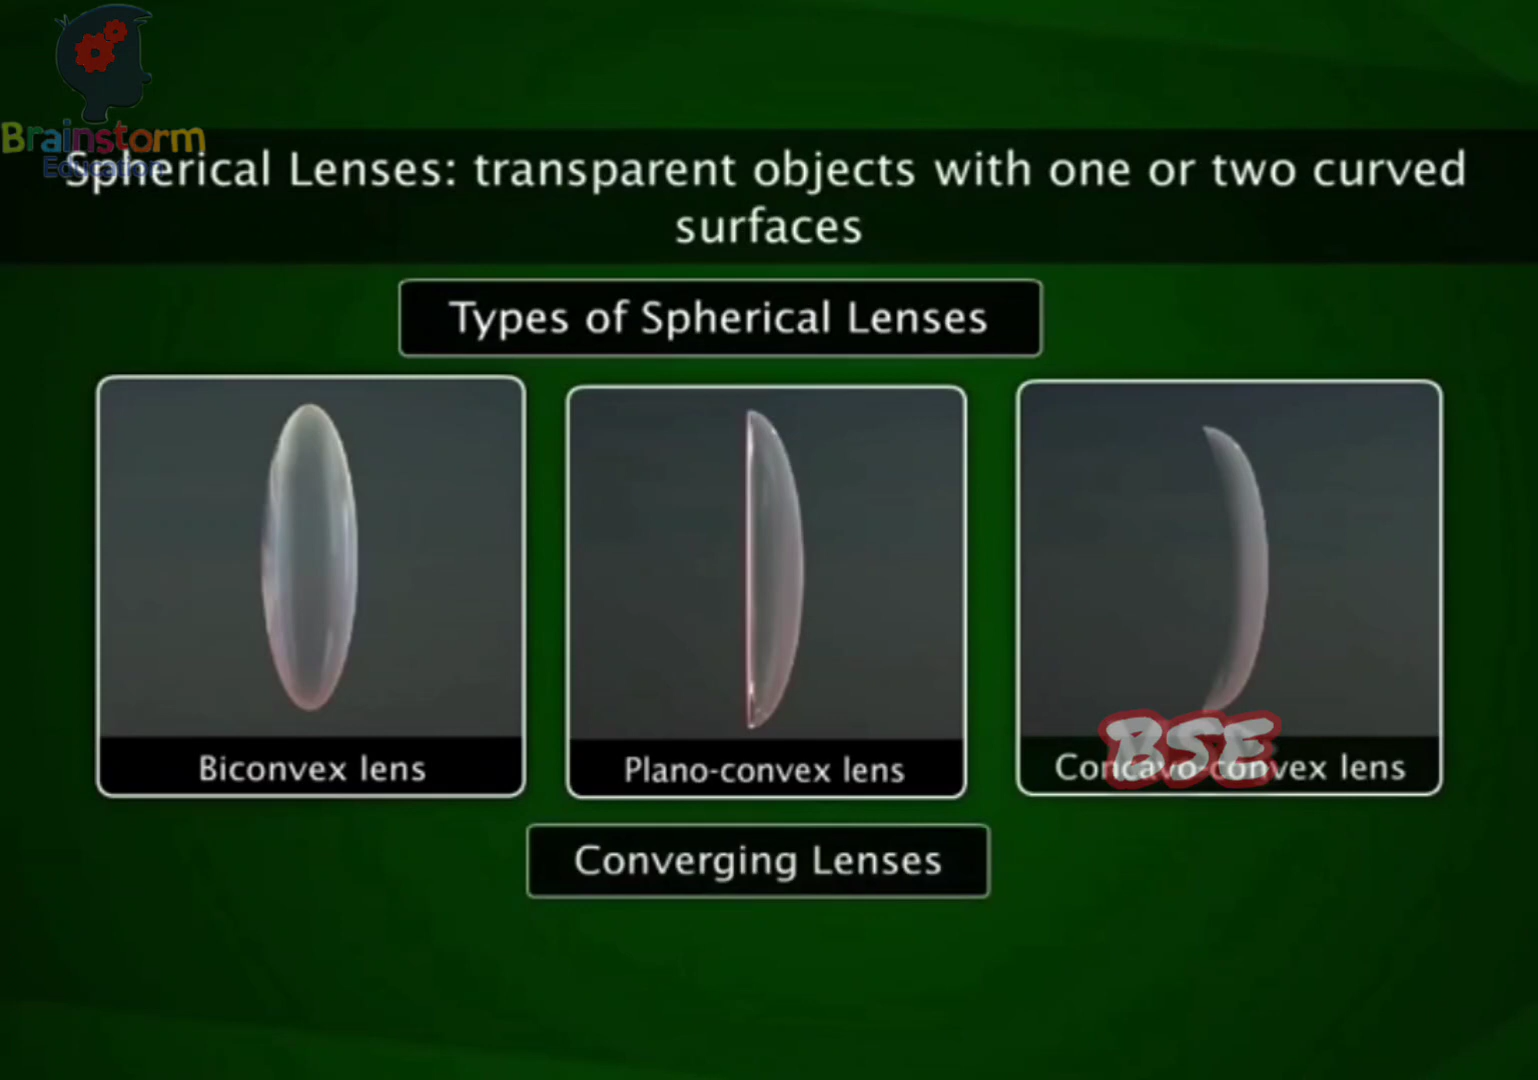 Brainstorm
Education
Spherical Lenses: transparent objects with one or two curved
surfaces
Types of Spherical Lenses
Biconvex lens
Plano-convex lens
BSE
Concavo-convex lens
Converging Lenses